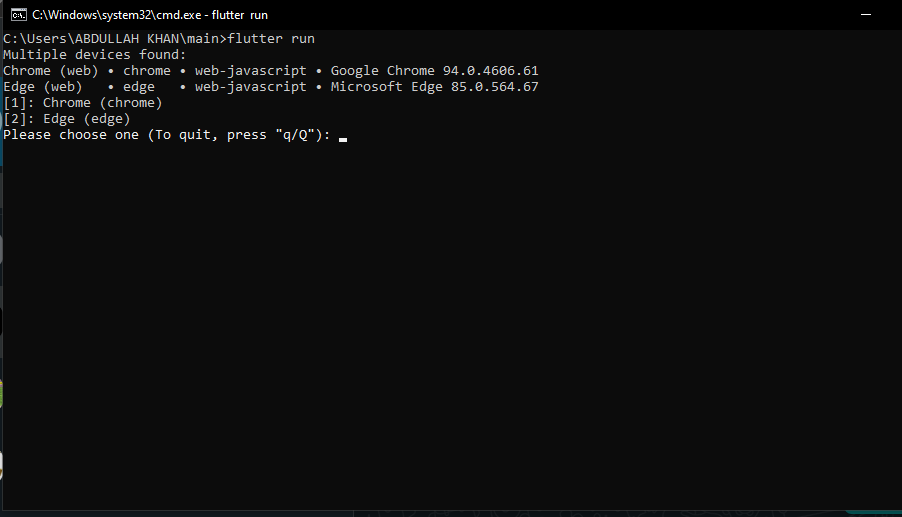 C:\Windows\system32\cmd.exe - flutter run
C:\Users\ABDULLAH KHAN\main>flutter run
Multiple devices found:
Chrome (web) • chrome • web-javascript • Google Chrome 94.0.4606.61
Edge (web)   • edge   • web-javascript • Microsoft Edge 85.0.564.67
[1]: Chrome (chrome)
[2]: Edge (edge)
Please choose one (To quit, press "q/Q"):